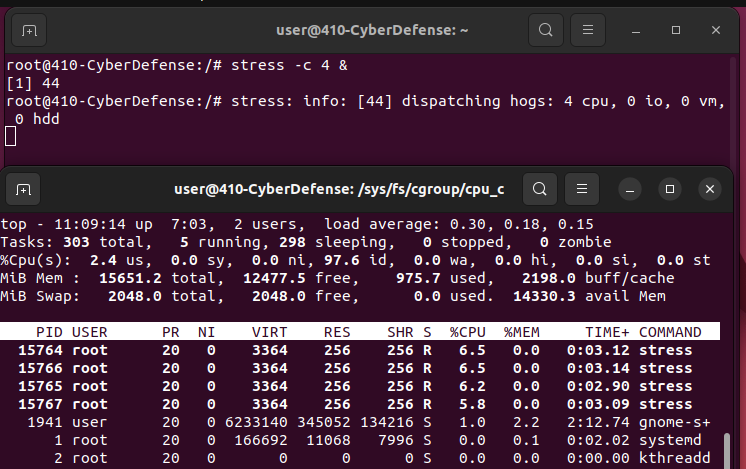 user@410-CyberDefense: ~
root@410-CyberDefense:/# stress -c 4 &
[1] 44
root@410-CyberDefense:/# stress: info: [44] dispatching hogs: 4 cpu, 0 io, 0 vm,
 0 hdd
user@410-CyberDefense: /sys/fs/cgroup/cpu_c
top - 11:09:14 up  7:03,  2 users,  load average: 0.30, 0.18, 0.15
Tasks: 303 total,   5 running, 298 sleeping,   0 stopped,   0 zombie
%Cpu(s):  2.4 us,  0.0 sy,  0.0 ni, 97.6 id,  0.0 wa,  0.0 hi,  0.0 si,  0.0 st
MiB Mem :  15651.2 total,  12477.5 free,    975.7 used,   2198.0 buff/cache
MiB Swap:   2048.0 total,   2048.0 free,      0.0 used.  14330.3 avail Mem
PID USER      PR  NI    VIRT    RES    SHR S  %CPU  %MEM     TIME+ COMMAND
15764 root      20   0    3364    256    256 R   6.5   0.0   0:03.12 stress
15766 root      20   0    3364    256    256 R   6.5   0.0   0:03.14 stress
15765 root      20   0    3364    256    256 R   6.2   0.0   0:02.90 stress
15767 root      20   0    3364    256    256 R   5.8   0.0   0:03.09 stress
1941 user      20   0 6233140 345052 134216 S   1.0   2.2   2:12.74 gnome-s+
1 root      20   0  166692  11068   7996 S   0.0   0.1   0:02.02 systemd
2 root      20   0       0      0      0 S   0.0   0.0   0:00.00 kthreadd